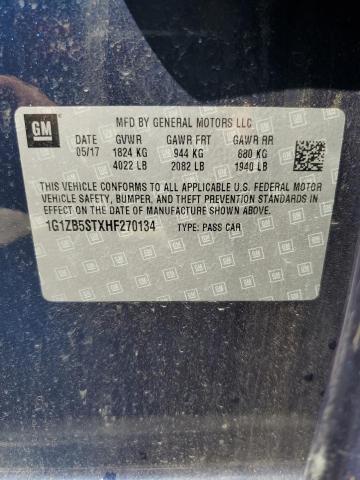 GM
MFD BY GENERAL MOTORS LLC
DATE GVWR GAWR FRT GAWR RR
05/17 1824 KG 944 KG 880 KG
4022 LB 2082 LB 1940 LB
THIS VEHICLE CONFORMS TO ALL APPLICABLE U.S. FEDERAL MOTOR
VEHICLE SAFETY, BUMPER, AND THEFT PREVENTION STANDARDS IN
EFFECT ON THE DATE OF MANUFACTURE SHOWN ABOVE.
1G1ZB5STXHF270134 TYPE: PASS CAR